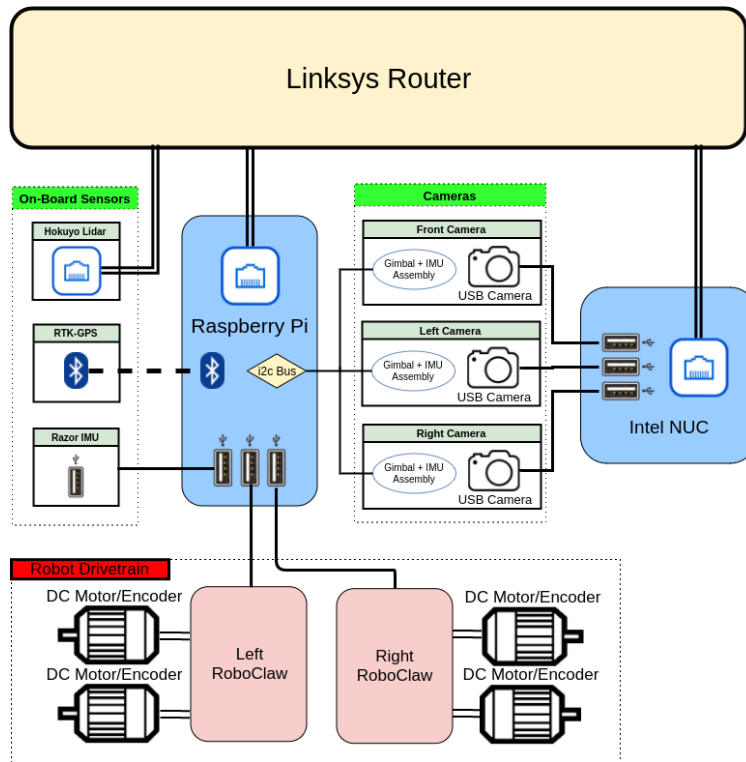 Linksys Router
On-Board Sensors
Hokuyo Lidar
RTK-GPS
Razor IMU
Raspberry Pi
i2c Bus
Cameras
Front Camera
Gimbal + IMU
Assembly
USB Camera
Left Camera
Gimbal + IMU
Assembly
USB Camera
Right Camera
Gimbal + IMU
Assembly
USB Camera
Intel NUC
Robot Drivetrain
DC Motor/Encoder
DC Motor/Encoder
Left
RoboClaw
Right
RoboClaw
DC Motor/Encoder
DC Motor/Encoder